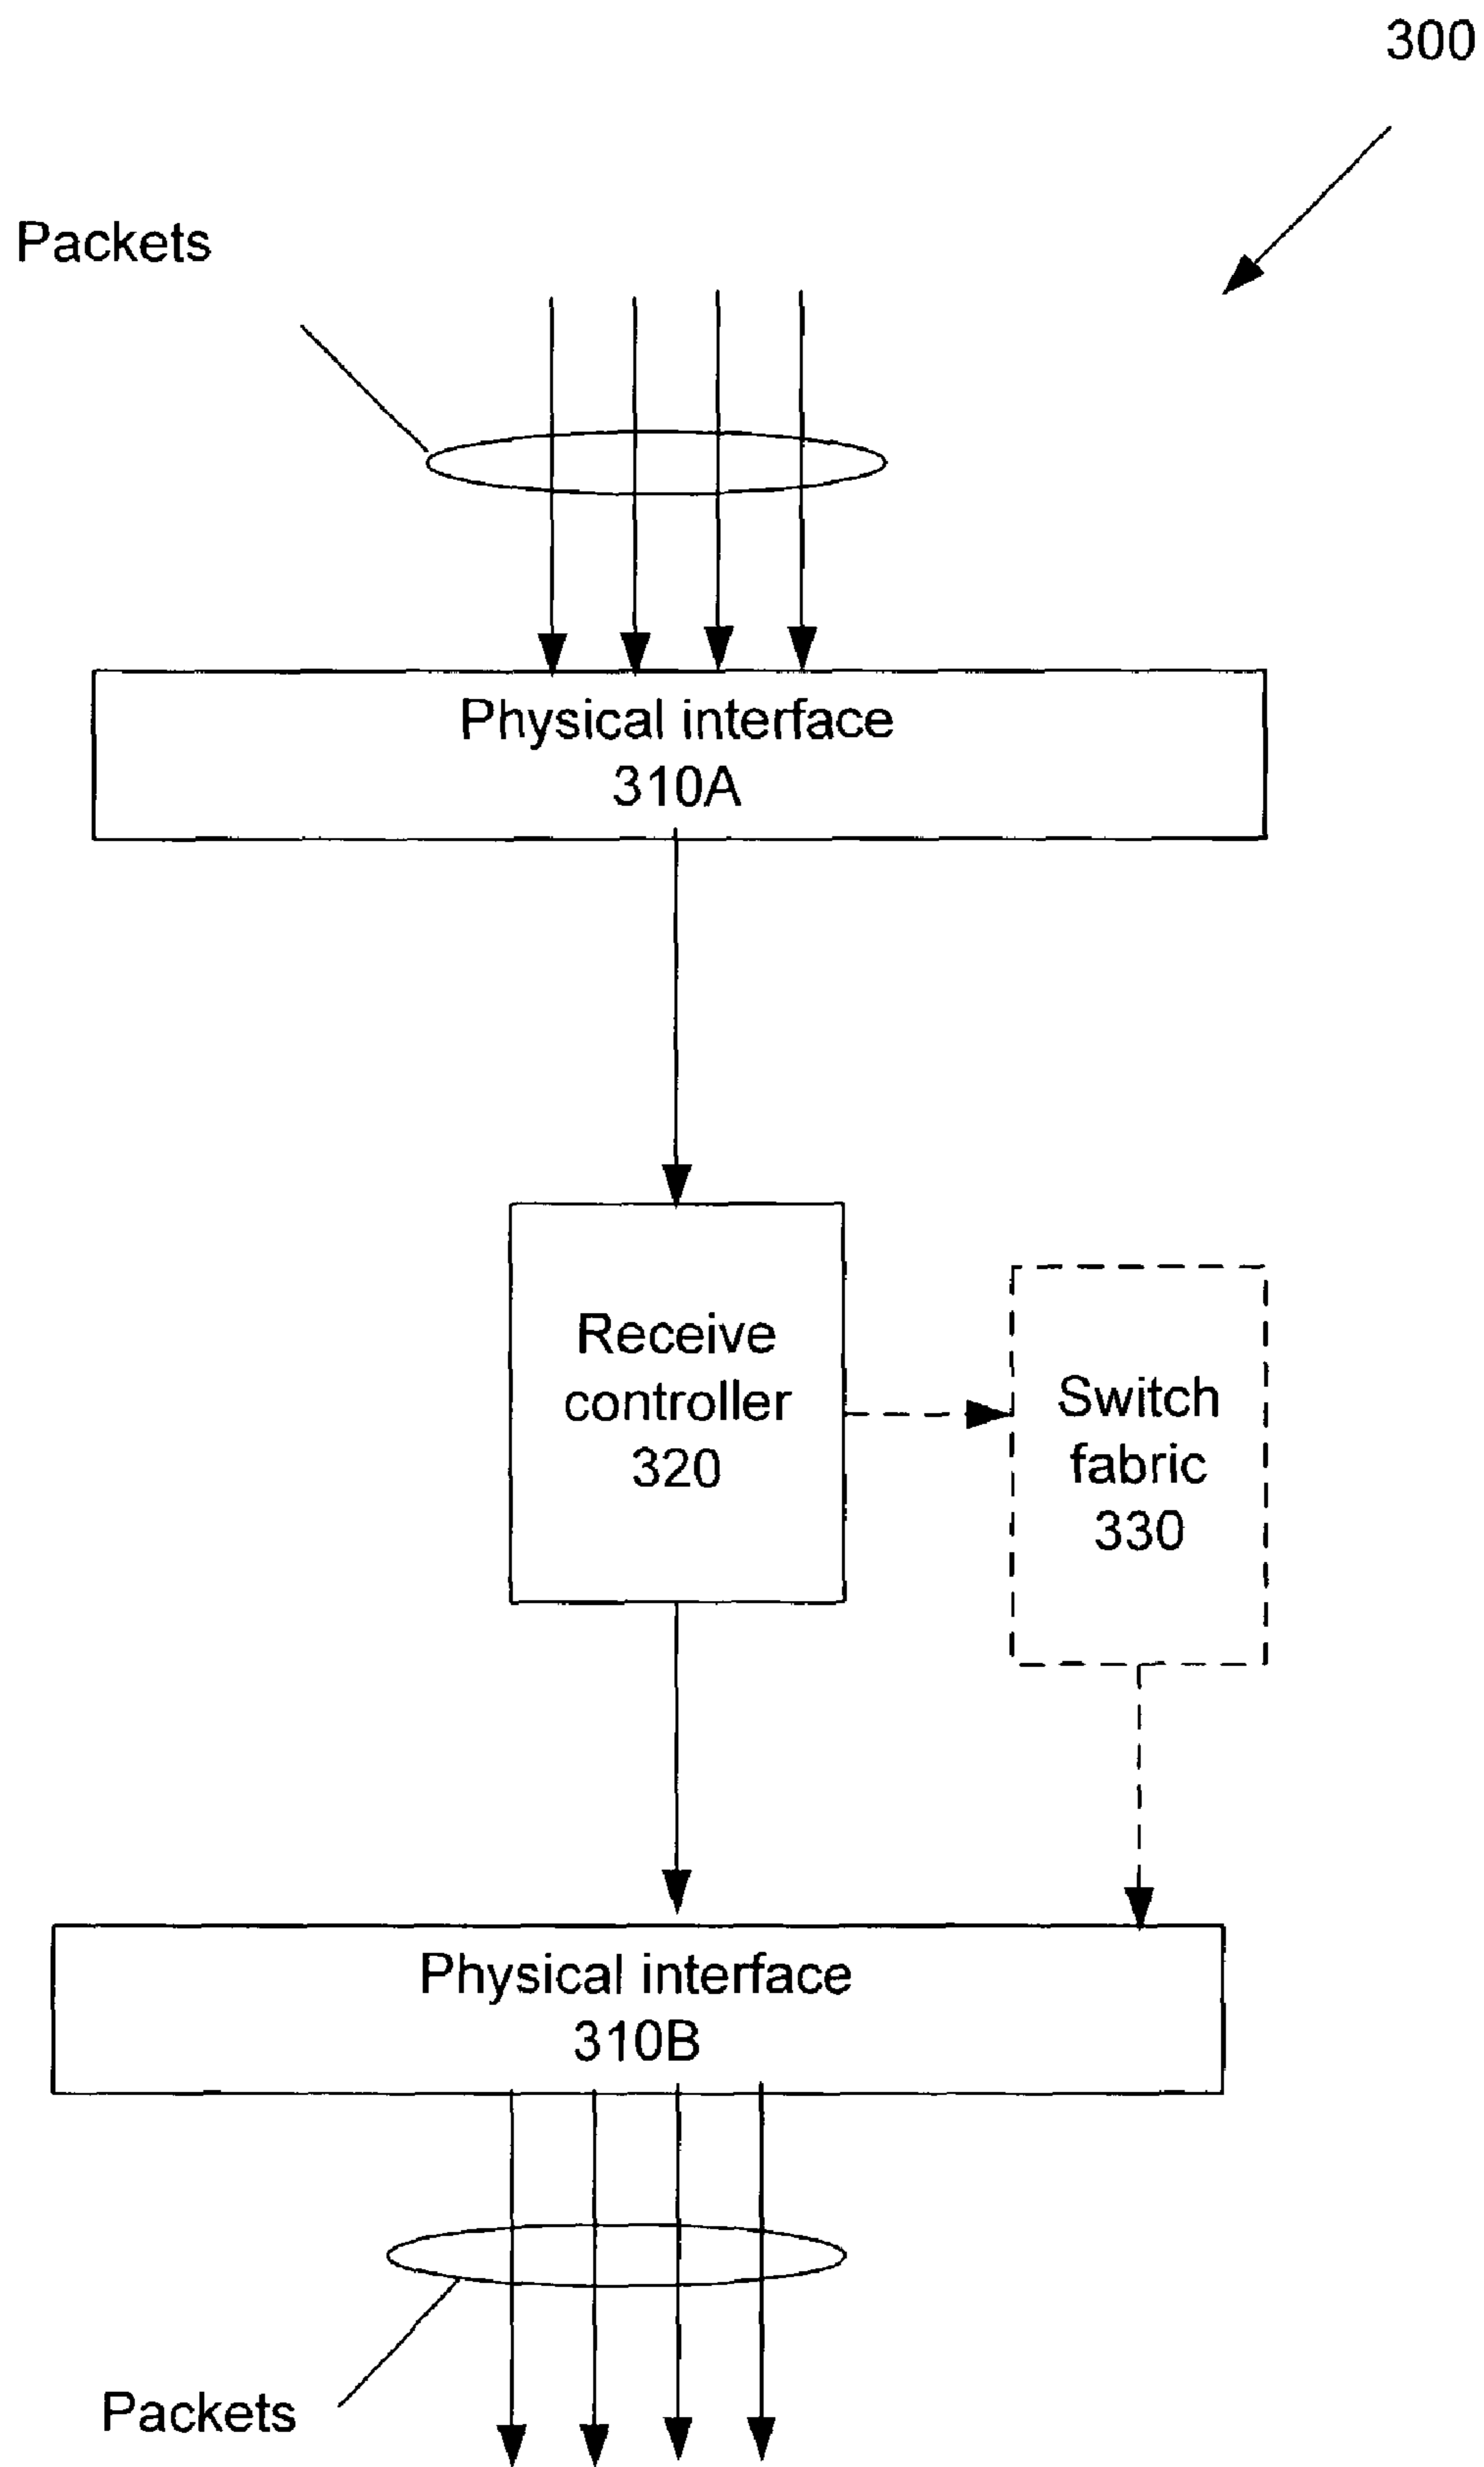 300
Packets
Physical interface
310A
Receive
controller
320
Switch
fabric
330
Physical interface
310B
Packets